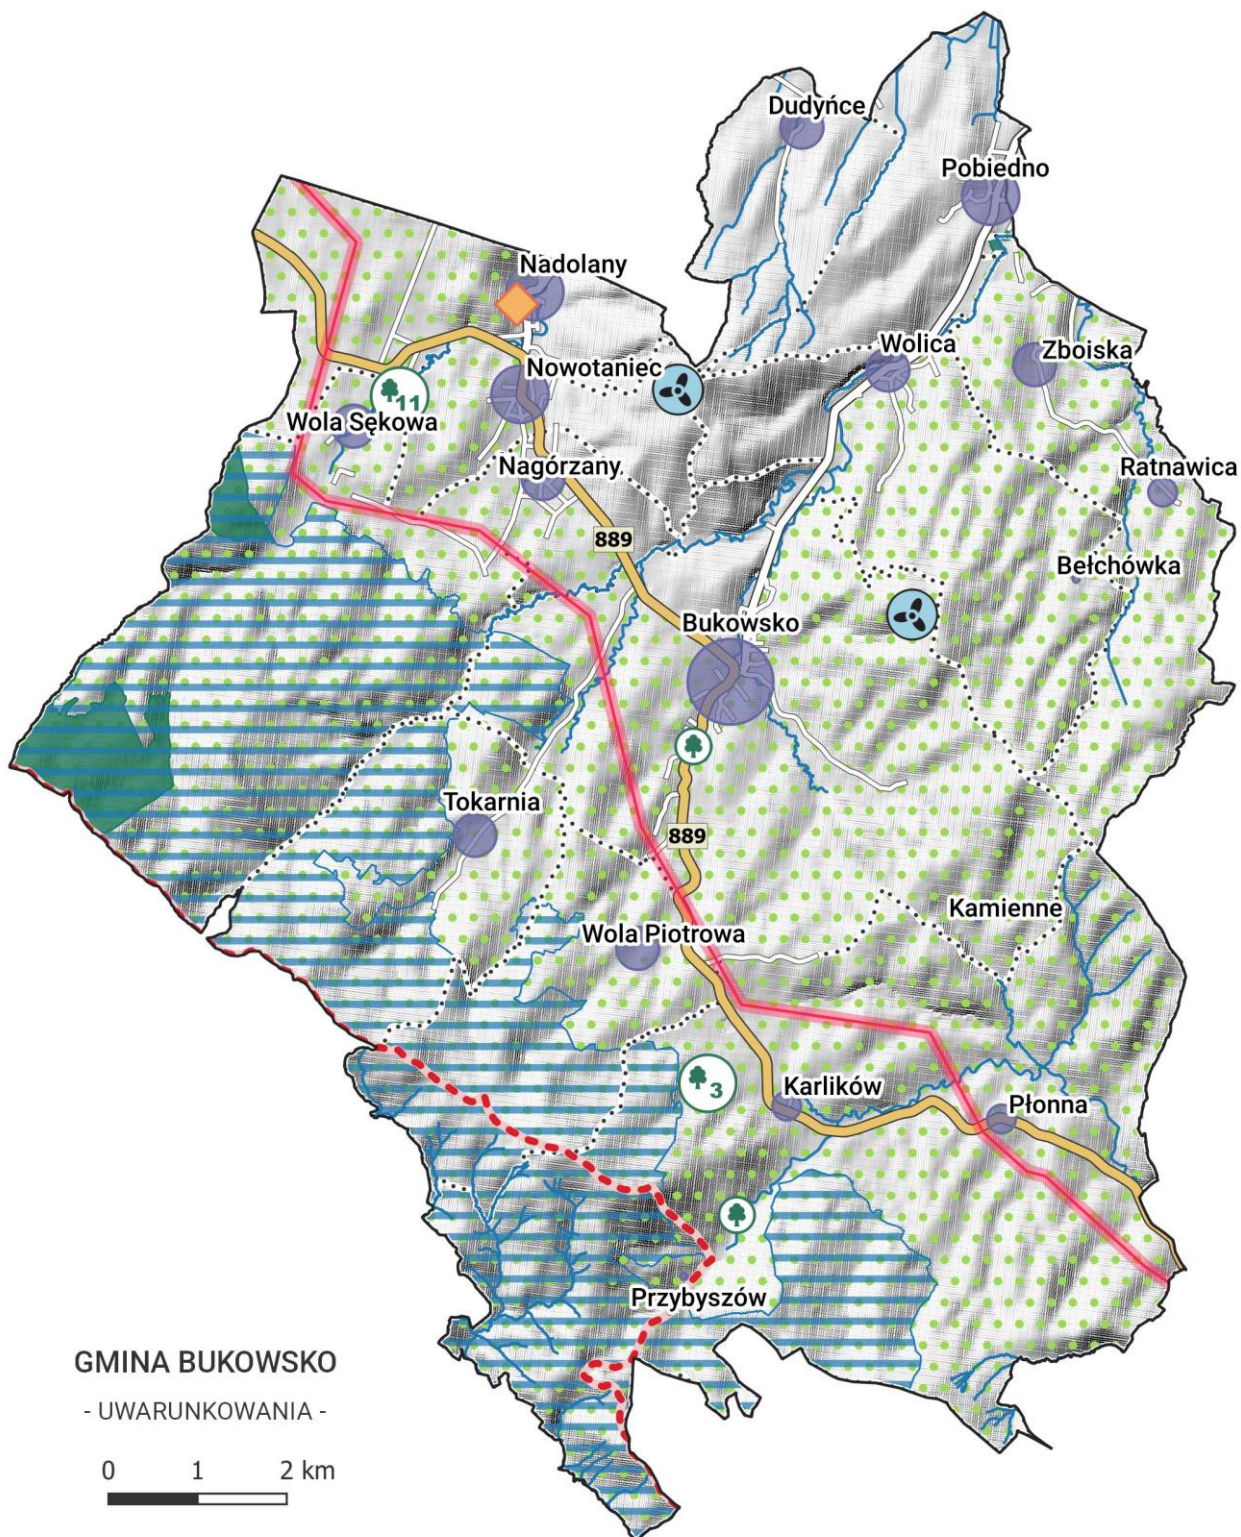 Dudyńce
Pobiedno
Nadolany
Wolica
Zboiska
Nowotaniec
11
Wola Sękowa
Nagórzany
Ratnawica
889
Bełchówka
Bukowsko
Tokarnia
889
Kamienne
Wola Piotrowa
3
Karlików
Płonna
Przybyszów
GMINA BUKOWSKO
- UWARUNKOWANIA -
0 1 2 km